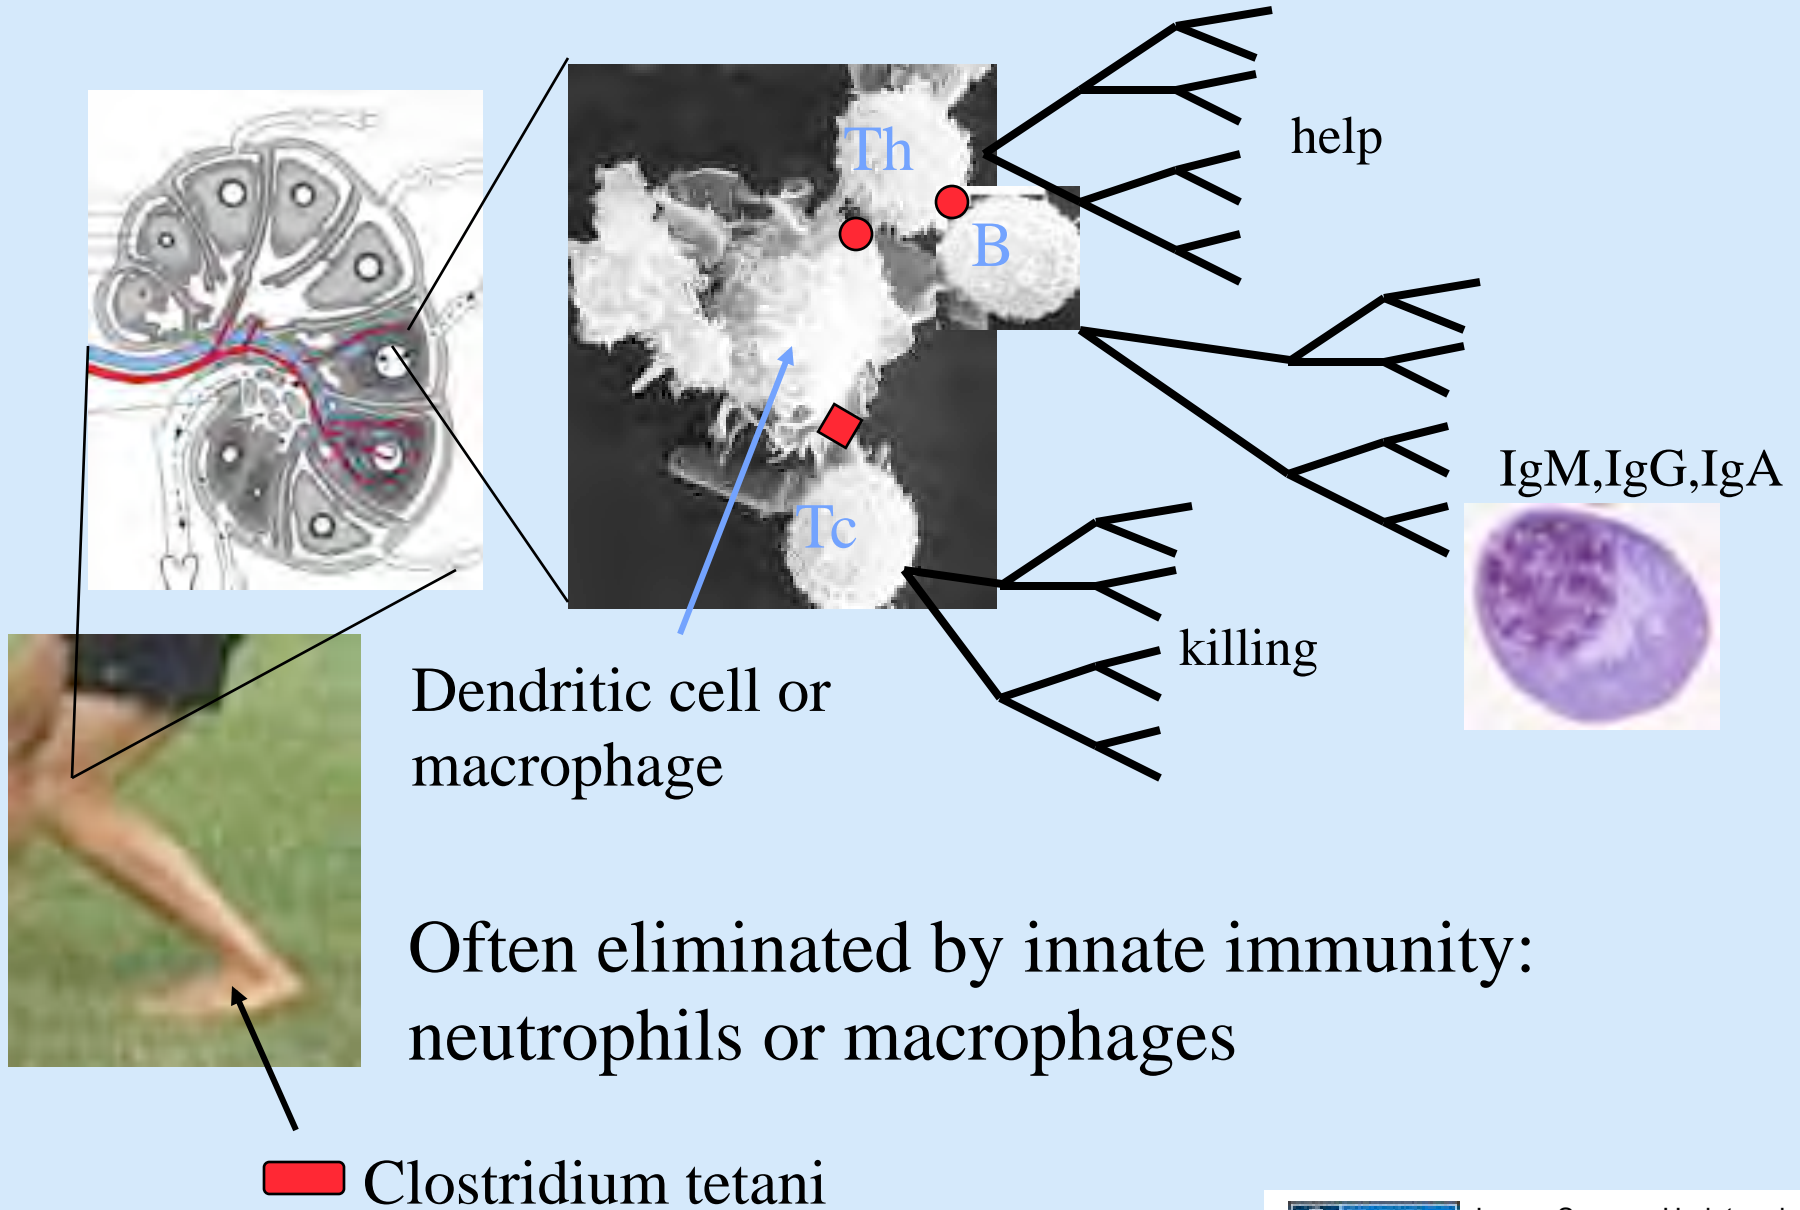 Th
help
B
IgM,IgG,IgA
Tc
killing
Dendritic cell or
macrophage
Often eliminated by innate immunity:
neutrophils or macrophages
Clostridium tetani